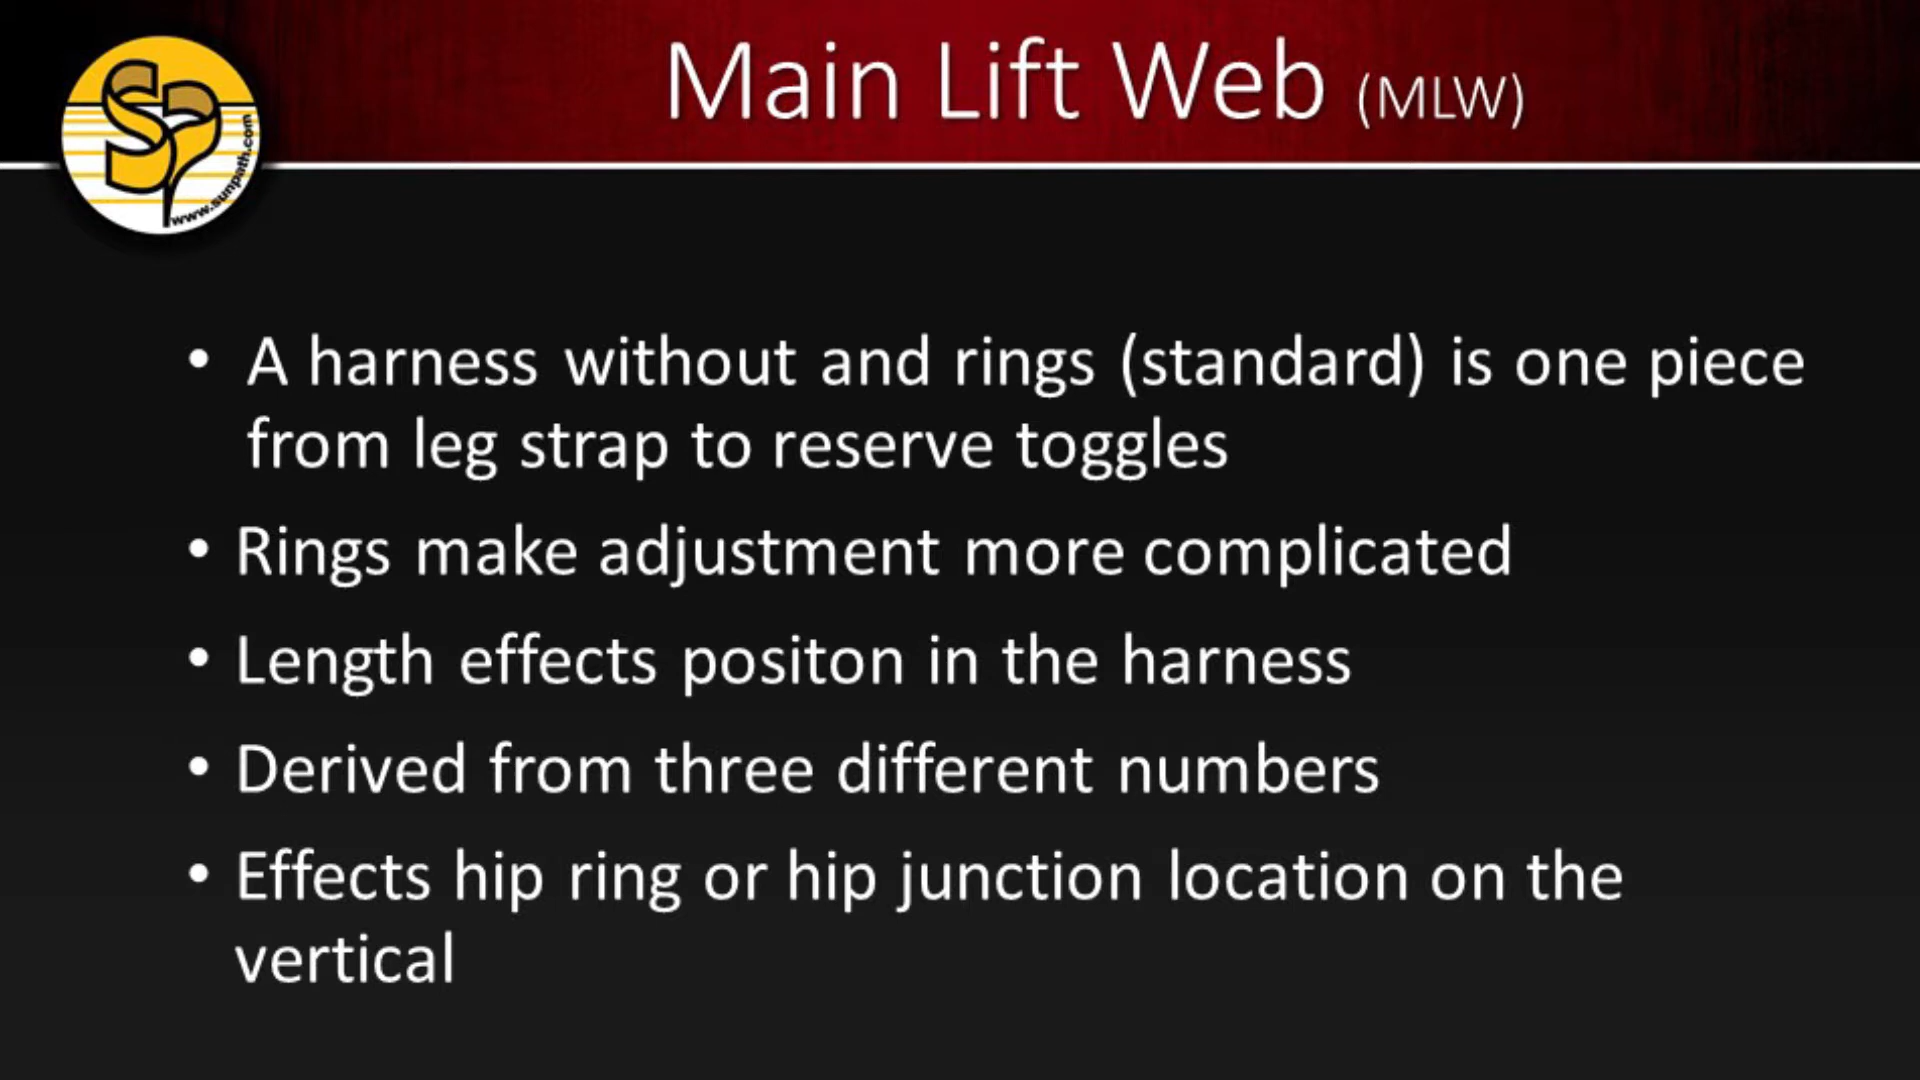 Main Lift Web (MLW)
www.sunpath.com
• A harness without and rings (standard) is one piece
from leg strap to reserve toggles
• Rings make adjustment more complicated
• Length effects positon in the harness
• Derived from three different numbers
• Effects hip ring or hip junction location on the
vertical